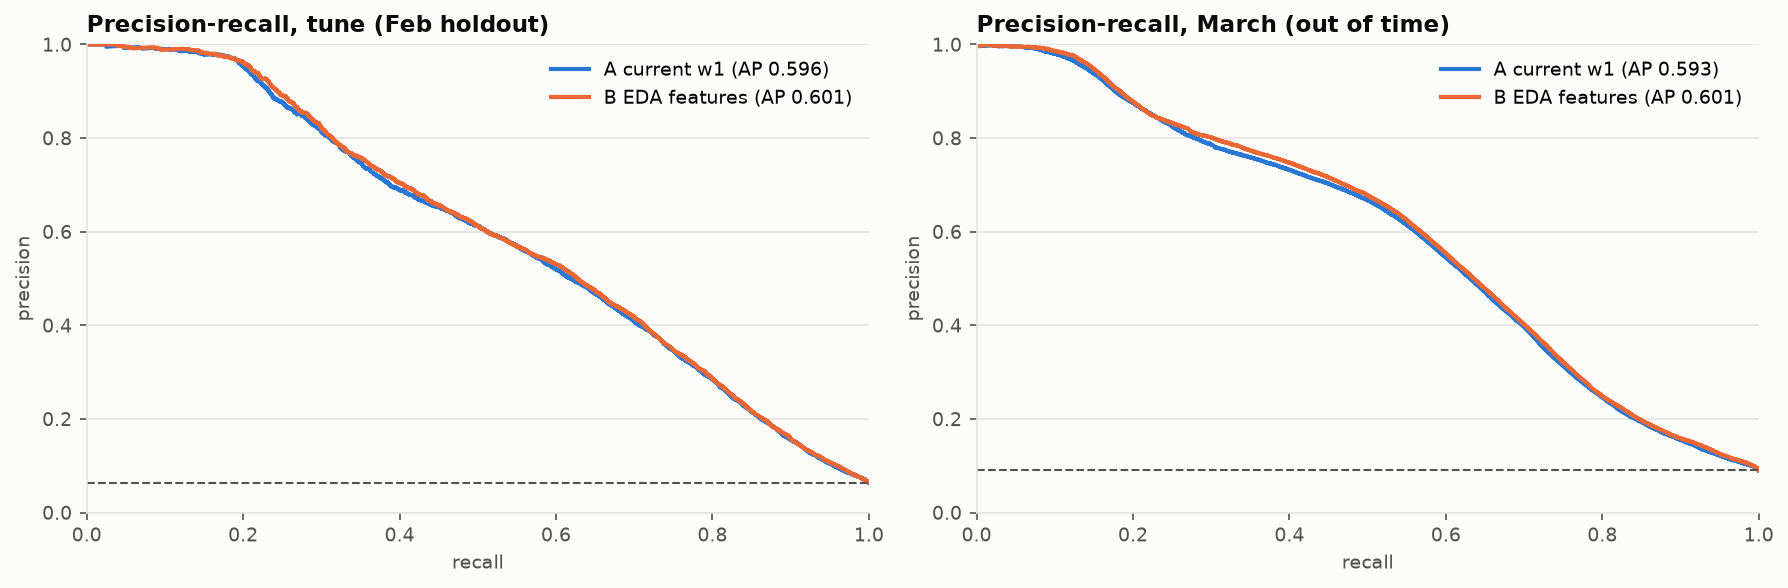 Precision-recall, tune (Feb holdout)
1.0
0.8
0.6
0.4
0.2
0.0
precision
A current w1 (AP 0.596)
B EDA features (AP 0.601)
0.0 0.2 0.4 0.6 0.8 1.0
recall
Precision-recall, March (out of time)
1.0
0.8
0.6
0.4
0.2
0.0
precision
A current w1 (AP 0.593)
B EDA features (AP 0.601)
0.0 0.2 0.4 0.6 0.8 1.0
recall